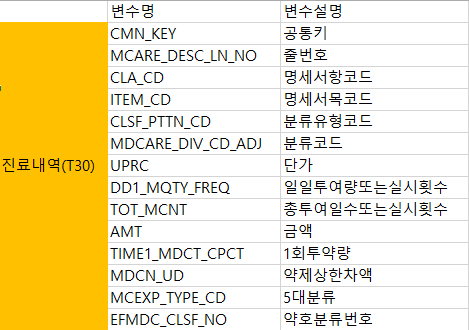 변수명 변수설명
CMN_KEY 공통키
MCARE_DESC_LN_NO 줄번호
CLA_CD 명세서항코드
ITEM_CD 명세서목코드
CLSF_PTTN_CD 분류유형코드
MDCARE_DIV_CD_ADJ 분류코드
진료내역(T30) UPRC 단가
DD1_MQTY_FREQ 일일투여량또는실시횟수
TOT_MCNT 총투여일수또는실시횟수
AMT 금액
TIME1_MDCT_CPCT 1회투약량
MDCN_UD 약제상한차액
MCEXP_TYPE_CD 5대분류
EFMDC_CLSF_NO 약효분류번호